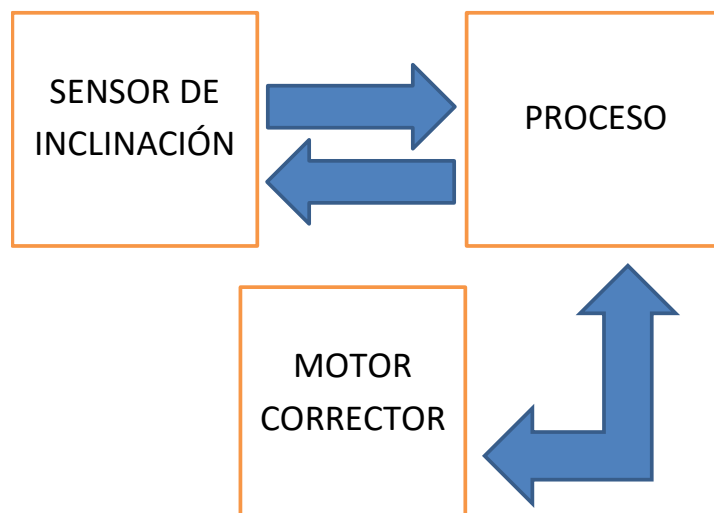 SENSOR DE
INCLINACIÓN
PROCESO
MOTOR
CORRECTOR